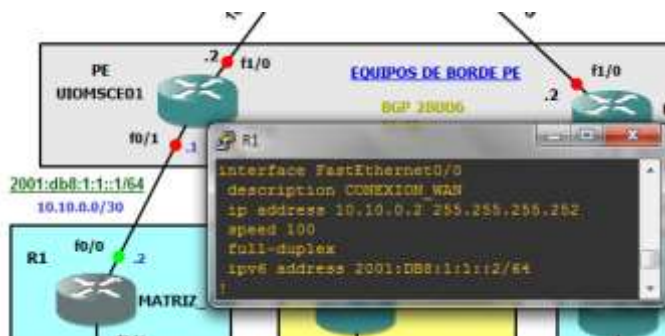 .2
f1/0
PE
UIOMSCE01
EQUIPOS DE BORDE PE
f1/0
.2
BGP 28006
f0/1
.1
R1
interface FastEthernet0/0
description CONEXION_WAN
ip address 10.10.0.2 255.255.255.252
speed 100
full-duplex
ipv6 address 2001:DB8:1:1::2/64
!
2001:db8:1:1::1/64
10.10.0.0/30
R1
f0/0
.2
MATRIZ_